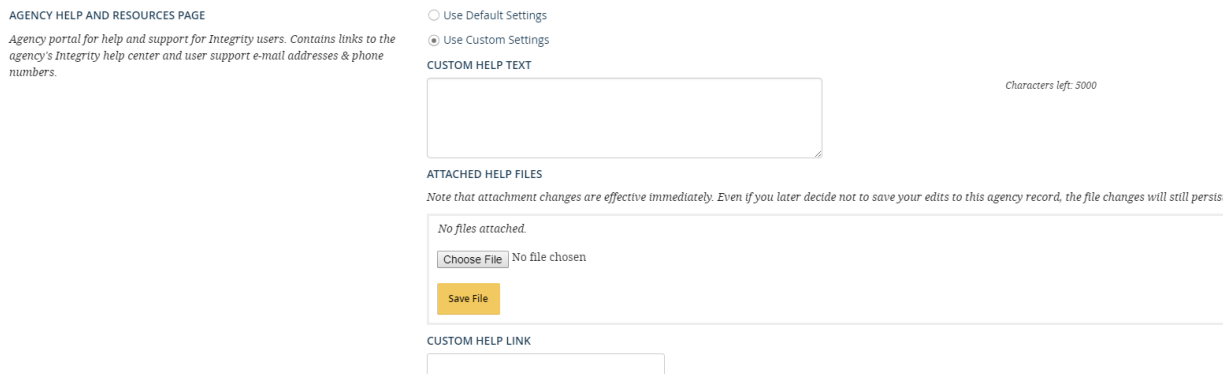 AGENCY HELP AND RESOURCES PAGE
Agency portal for help and support for Integrity users. Contains links to the
agency's Integrity help center and user support e-mail addresses & phone
numbers.
Use Default Settings
Use Custom Settings
CUSTOM HELP TEXT
Characters left: 5000
ATTACHED HELP FILES
Note that attachment changes are effective immediately. Even if you later decide not to save your edits to this agency record, the file changes will still persis
No files attached.
Choose File No file chosen
Save File
CUSTOM HELP LINK